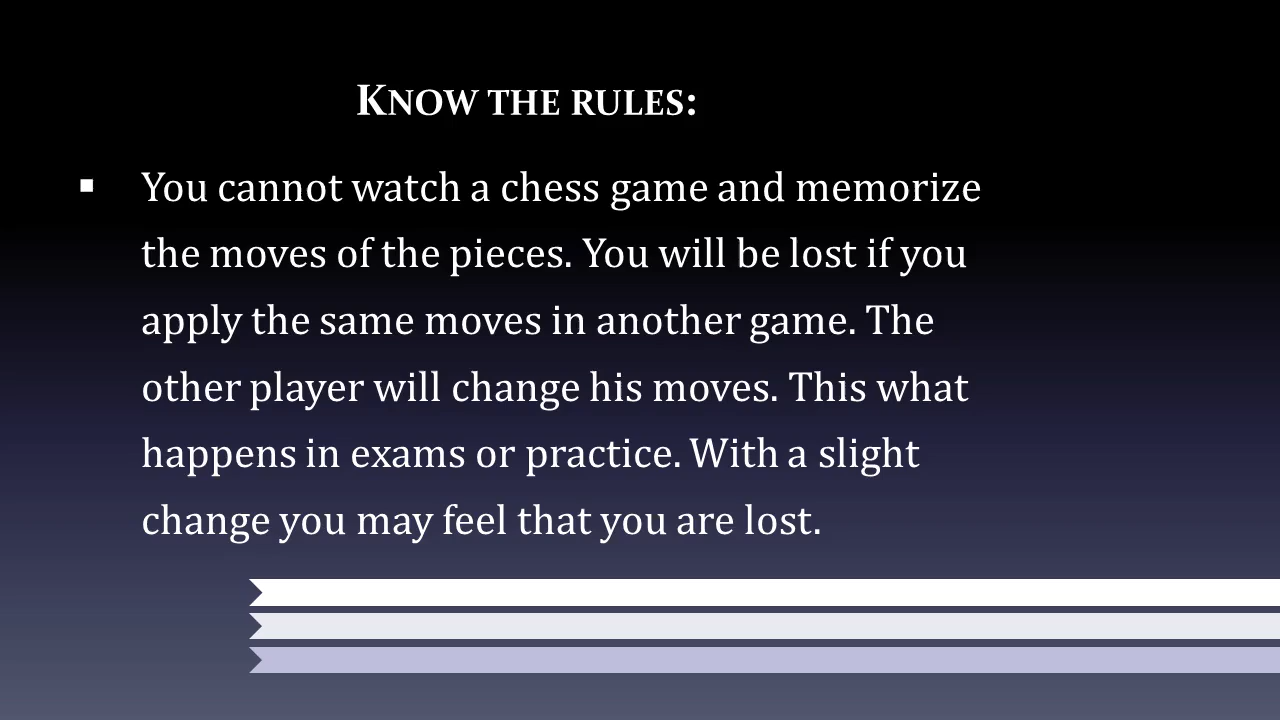 KNOW THE RULES:
▪ You cannot watch a chess game and memorize
the moves of the pieces. You will be lost if you
apply the same moves in another game. The
other player will change his moves. This what
happens in exams or practice. With a slight
change you may feel that you are lost.